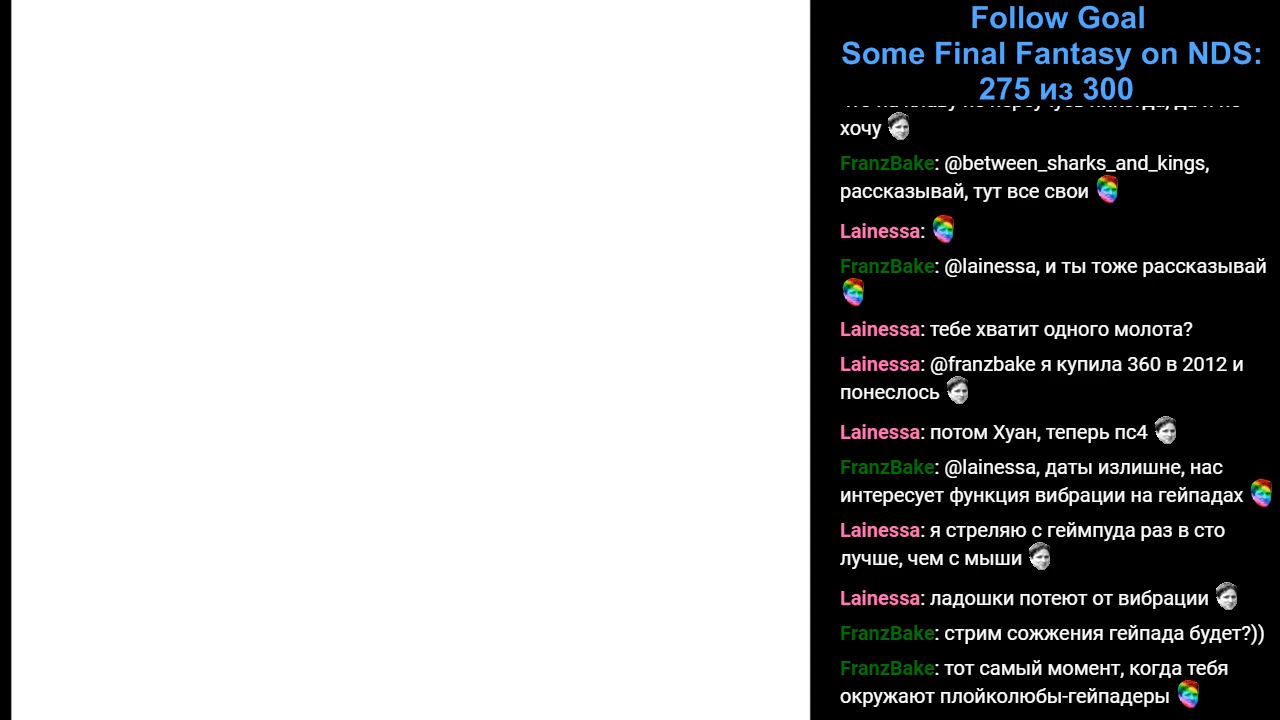 Follow Goal
Some Final Fantasy on NDS:
275 из 300
хочу
FranzBake: @between_sharks_and_kings,
рассказывай, тут все свои
Lainessa:
FranzBake: @lainessa, и ты тоже рассказывай
Lainessa: тебе хватит одного молота?
Lainessa: @franzbake я купила 360 в 2012 и
понеслось
Lainessa: потом Хуан, теперь пс4
FranzBake: @lainessa, даты излишне, нас
интересует функция вибрации на гейпадах
Lainessa: я стреляю с геймпуда раз в сто
лучше, чем с мыши
Lainessa: ладошки потеют от вибрации
FranzBake: стрим сожжения гейпада будет?))
FranzBake: тот самый момент, когда тебя
окружают плойколюбы-гейпадеры